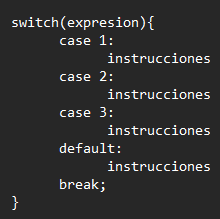 switch(expresion){
case 1:
instrucciones
case 2:
instrucciones
case 3:
instrucciones
default:
instrucciones
break;
}